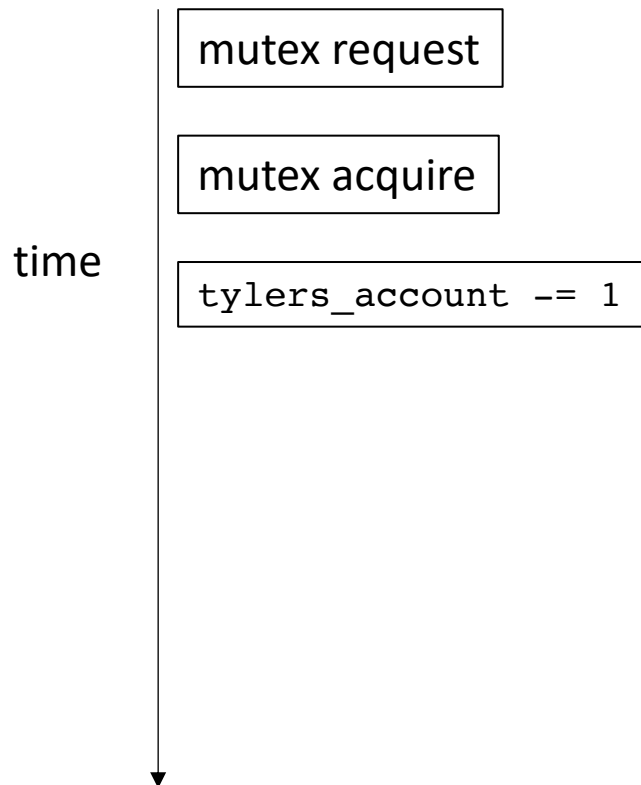 mutex request
mutex acquire
time
tylers_account -= 1